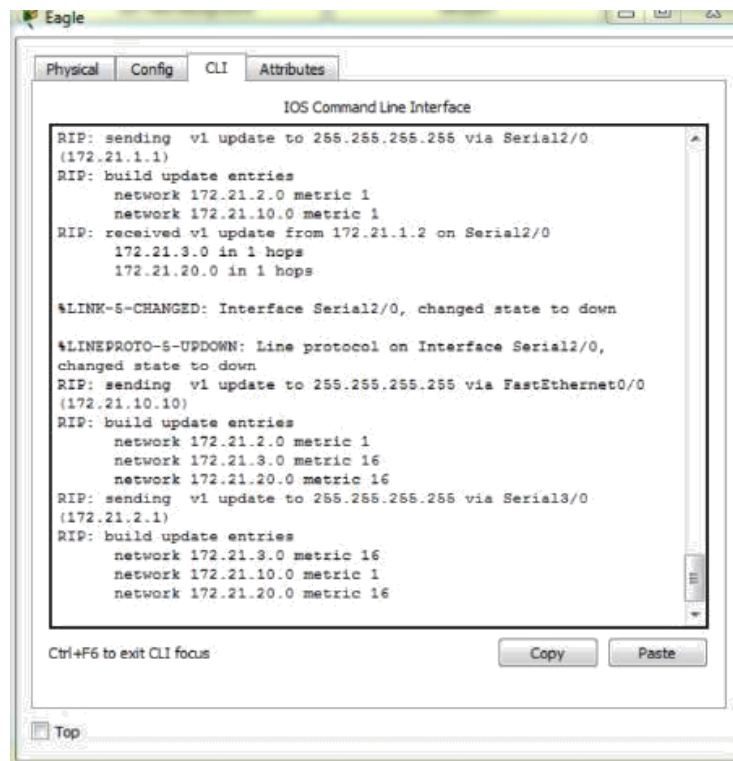 Eagle
Physical Config CLI Attributes
IOS Command Line Interface
RIP: sending v1 update to 255.255.255.255 via Serial2/0
(172.21.1.1)
RIP: build update entries
network 172.21.2.0 metric 1
network 172.21.10.0 metric 1
RIP: received v1 update from 172.21.1.2 on Serial2/0
172.21.3.0 in 1 hops
172.21.20.0 in 1 hops
%LINK-5-CHANGED: Interface Serial2/0, changed state to down
%LINEPROTO-5-UPDOWN: Line protocol on Interface Serial2/0,
changed state to down
RIP: sending v1 update to 255.255.255.255 via FastEthernet0/0
(172.21.10.10)
RIP: build update entries
network 172.21.2.0 metric 1
network 172.21.3.0 metric 16
network 172.21.20.0 metric 16
RIP: sending v1 update to 255.255.255.255 via Serial3/0
(172.21.2.1)
RIP: build update entries
network 172.21.3.0 metric 16
network 172.21.10.0 metric 1
network 172.21.20.0 metric 16
Ctrl+F6 to exit CLI focus
Copy Paste
Top